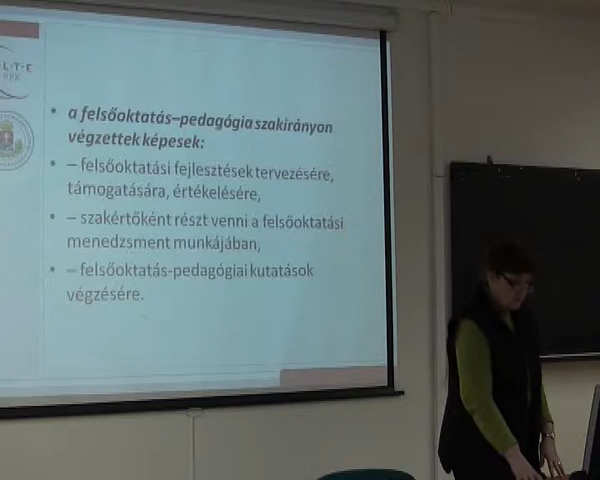 L·T·E
PPK
• a felsőoktatás–pedagógia szakirányon
végzettek képesek:
• – felsőoktatási fejlesztések tervezésére,
támogatására, értékelésére,
• – szakértőként részt venni a felsőoktatási
menedzsment munkájában,
• – felsőoktatás-pedagógiai kutatások
végzésére.